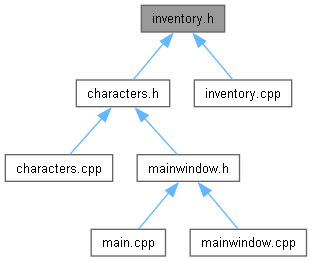 inventory.h
characters.h
inventory.cpp
characters.cpp
mainwindow.h
main.cpp
mainwindow.cpp